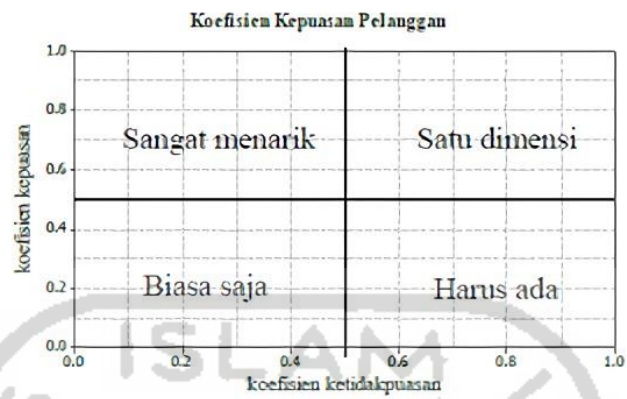 Koefisien Kepuasan Pelanggan
koefisien kepuasan
1.0
0.8
0.6
0.4
0.2
0.0
Sangat menarik
Satu dimensi
Biasa saja
Harus ada
ISLAM
0.0
0.2
0.4
0.6
0.8
1.0
koefisien ketidakpuasan